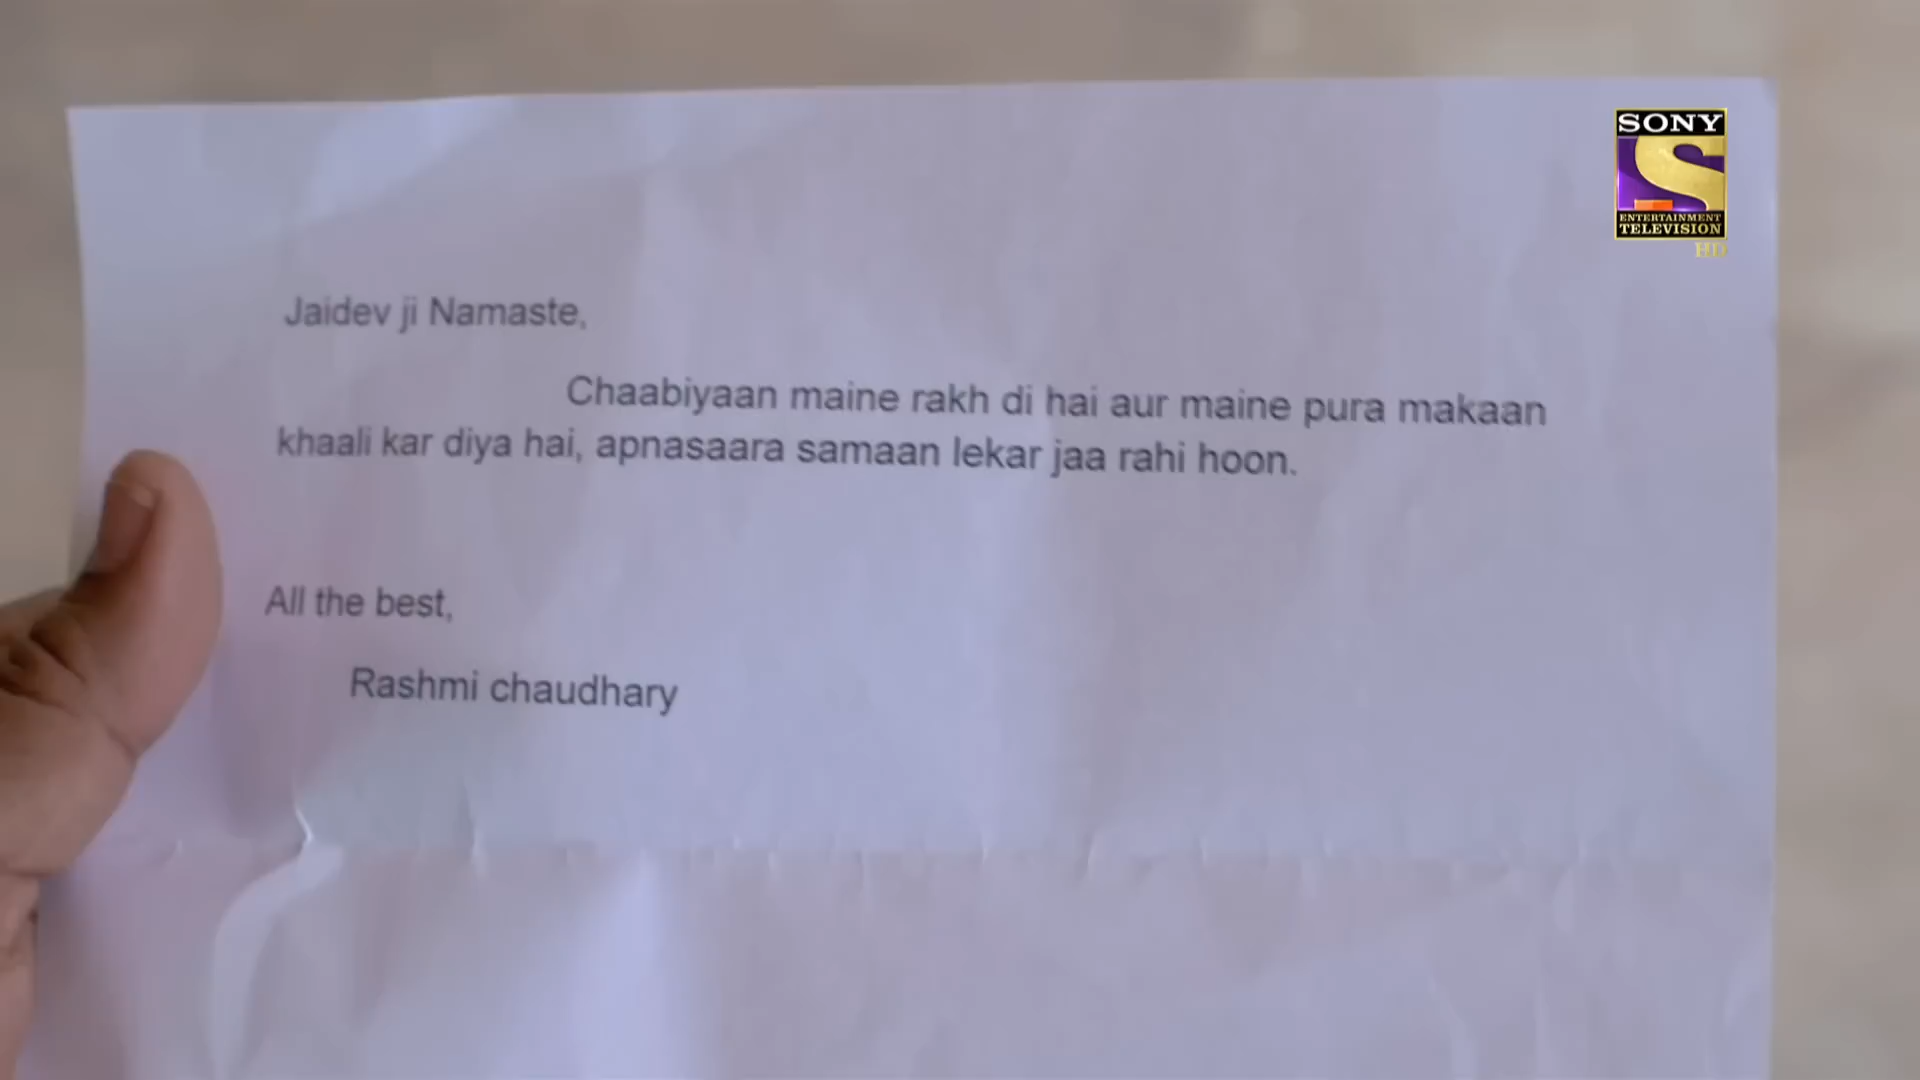 SONY
ENTERTAINMENT
TELEVISION
HD
Jaidev ji Namaste,
Chaabiyaan maine rakh di hai aur maine pura makaan
khaali kar diya hai, apnasaara samaan lekar jaa rahi hoon.
All the best,
Rashmi chaudhary